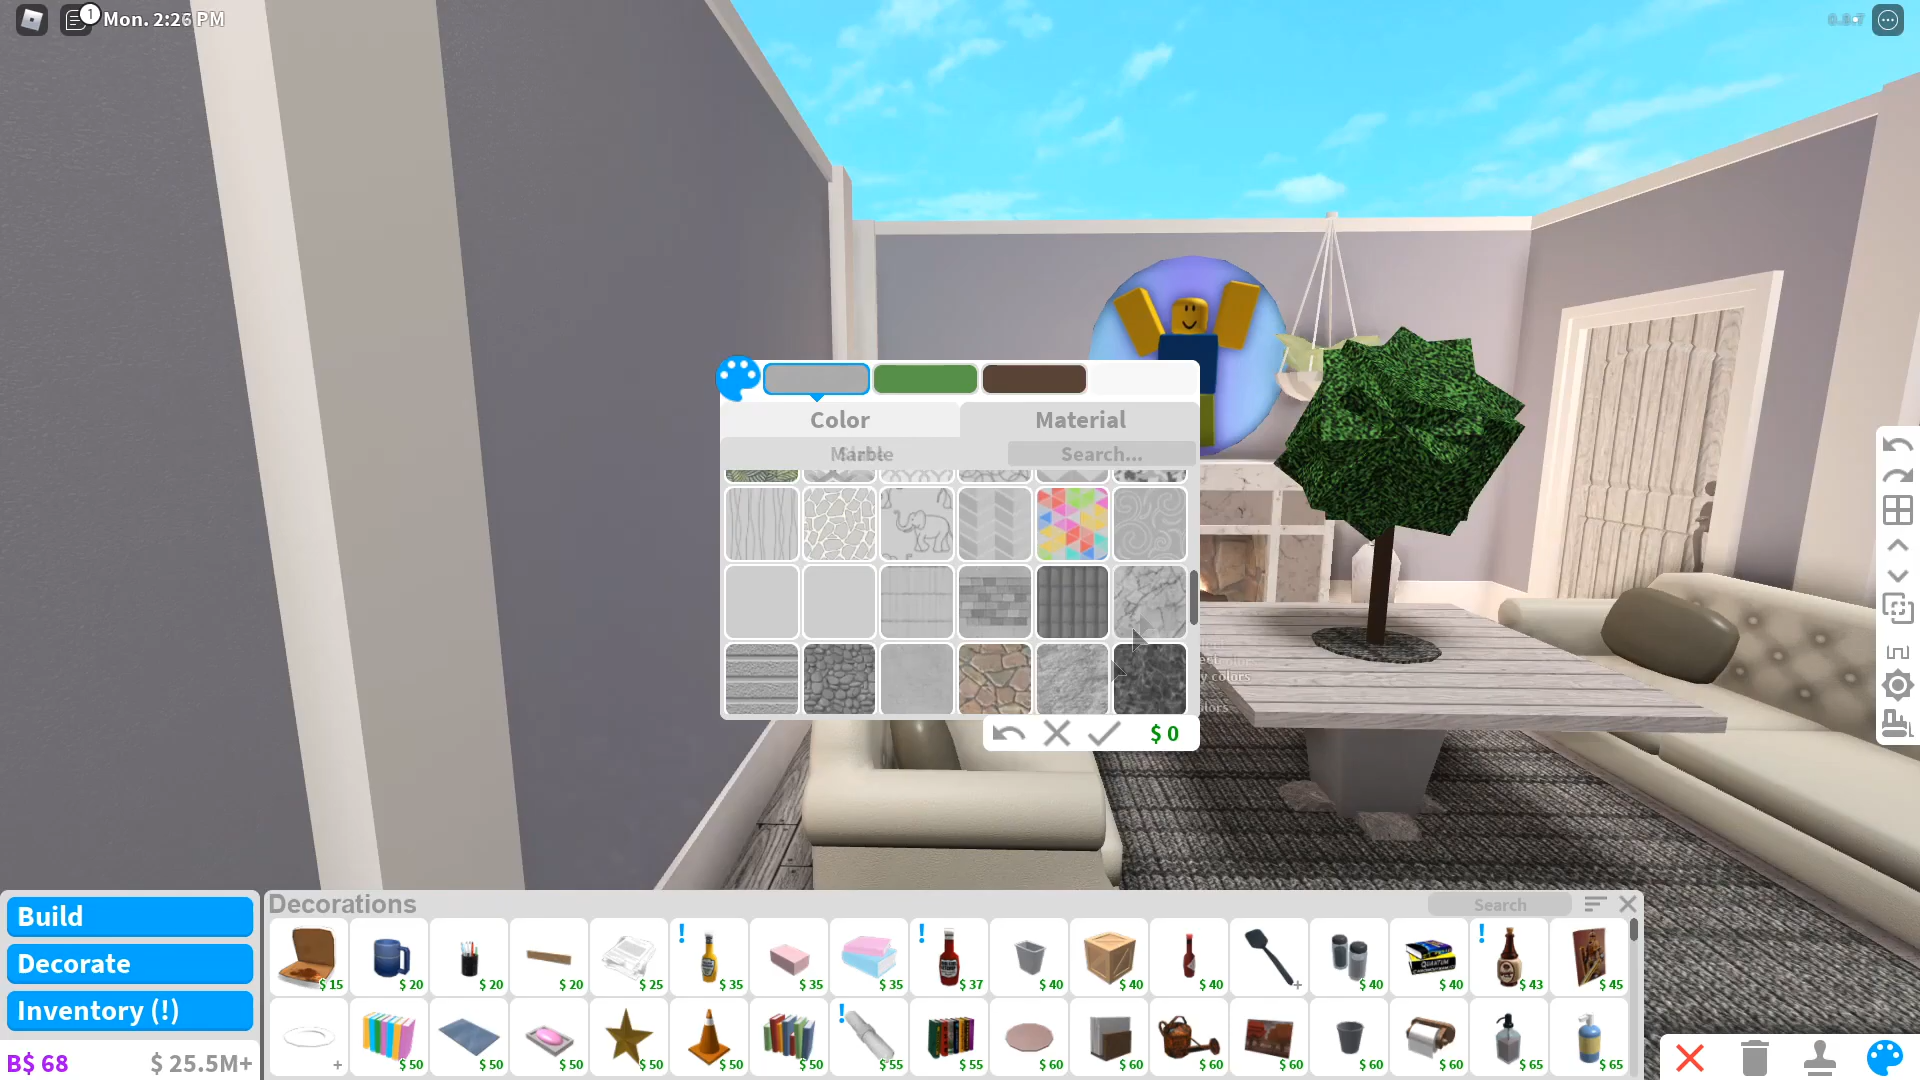 1
Mon. 2:26 PM
Color
Material
Search...
$ 0
Build
Decorate
Inventory (!)
B$ 68
$ 25.5M+
Decorations
Search
$ 15
$ 20
$ 20
$ 20
$ 25
! $ 35
$ 35
$ 35
! $ 37
$ 40
$ 40
$ 40
+
$ 40
QUANTUM
$ 40
! $ 43
$ 45
+
$ 50
$ 50
$ 50
$ 50
$ 50
$ 50
! $ 55
$ 55
$ 60
$ 60
$ 60
$ 60
$ 60
$ 60
$ 65
$ 65